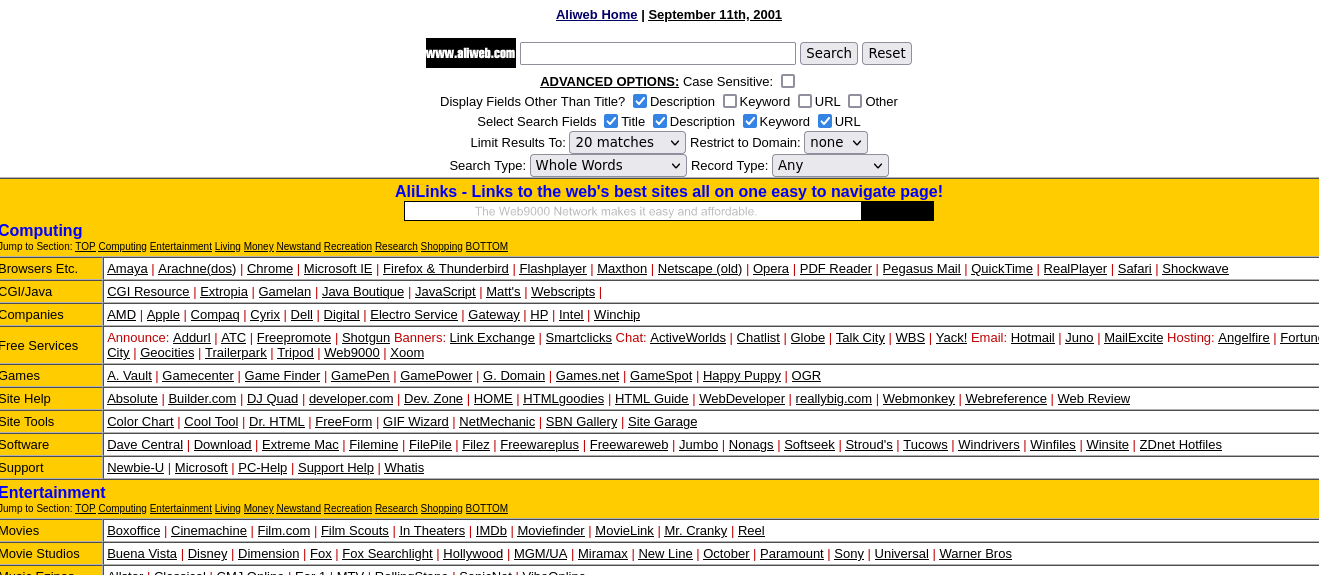 Aliweb Home | September 11th, 2001
www.aliweb.com Search Reset
ADVANCED OPTIONS: Case Sensitive:
Display Fields Other Than Title? Description Keyword URL Other
Select Search Fields Title Description Keyword URL
Limit Results To: 20 matches Restrict to Domain: none
Search Type: Whole Words Record Type: Any
AliLinks - Links to the web's best sites all on one easy to navigate page!
The Web9000 Network makes it easy and affordable.
Computing
Jump to Section: TOP Computing Entertainment Living Money Newstand Recreation Research Shopping BOTTOM
Browsers Etc. Amaya | Arachne(dos) | Chrome | Microsoft IE | Firefox & Thunderbird | Flashplayer | Maxthon | Netscape (old) | Opera | PDF Reader | Pegasus Mail | QuickTime | RealPlayer | Safari | Shockwave
CGI/Java CGI Resource | Extropia | Gamelan | Java Boutique | JavaScript | Matt's | Webscripts |
Companies AMD | Apple | Compaq | Cyrix | Dell | Digital | Electro Service | Gateway | HP | Intel | Winchip
Free Services Announce: Addurl | ATC | Freepromote | Shotgun Banners: Link Exchange | Smartclicks Chat: ActiveWorlds | Chatlist | Globe | Talk City | WBS | Yack! Email: Hotmail | Juno | MailExcite Hosting: Angelfire | Fortune
City | Geocities | Trailerpark | Tripod | Web9000 | Xoom
Games A. Vault | Gamecenter | Game Finder | GamePen | GamePower | G. Domain | Games.net | GameSpot | Happy Puppy | OGR
Site Help Absolute | Builder.com | DJ Quad | developer.com | Dev. Zone | HOME | HTMLgoodies | HTML Guide | WebDeveloper | reallybig.com | Webmonkey | Webreference | Web Review
Site Tools Color Chart | Cool Tool | Dr. HTML | FreeForm | GIF Wizard | NetMechanic | SBN Gallery | Site Garage
Software Dave Central | Download | Extreme Mac | Filemine | FilePile | Filez | Freewareplus | Freewareweb | Jumbo | Nonags | Softseek | Stroud's | Tucows | Windrivers | Winfiles | Winsite | ZDnet Hotfiles
Support Newbie-U | Microsoft | PC-Help | Support Help | Whatis
Entertainment
Jump to Section: TOP Computing Entertainment Living Money Newstand Recreation Research Shopping BOTTOM
Movies Boxoffice | Cinemachine | Film.com | Film Scouts | In Theaters | IMDb | Moviefinder | MovieLink | Mr. Cranky | Reel
Movie Studios Buena Vista | Disney | Dimension | Fox | Fox Searchlight | Hollywood | MGM/UA | Miramax | New Line | October | Paramount | Sony | Universal | Warner Bros